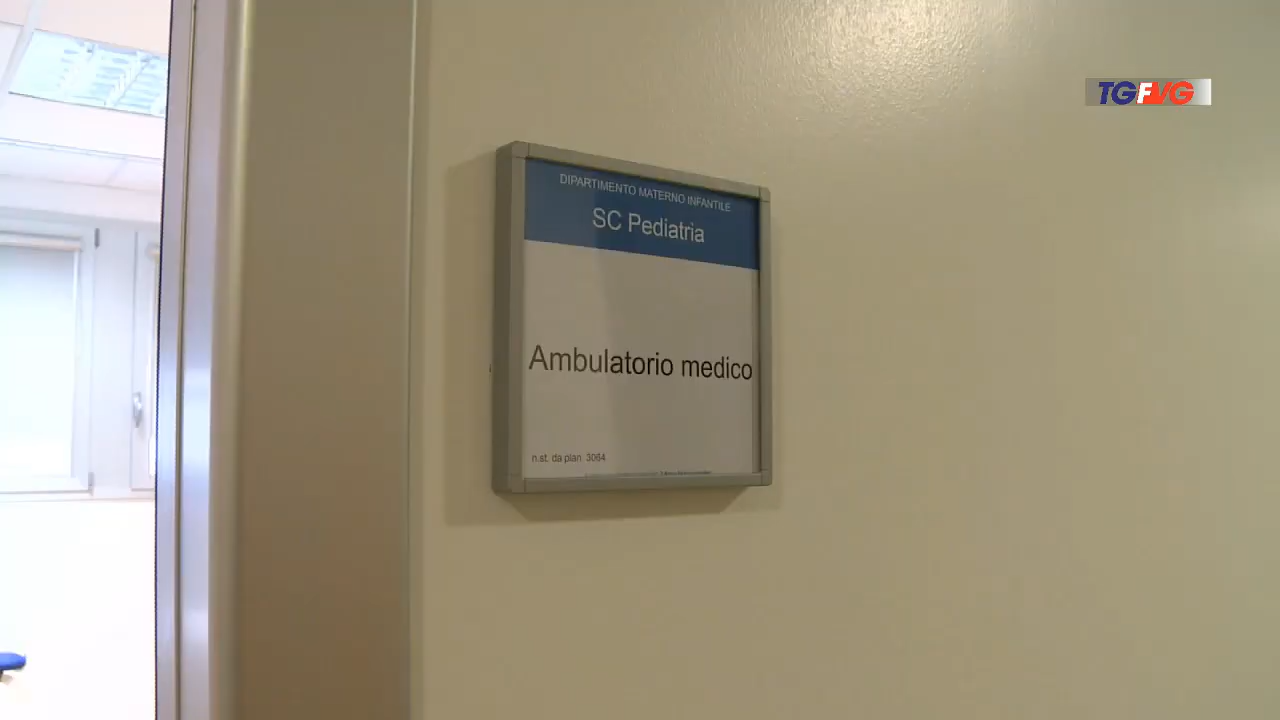 TGFVG
DIPARTIMENTO MATERNO INFANTILE
SC Pediatria
Ambulatorio medico
n.st. da plan 3064